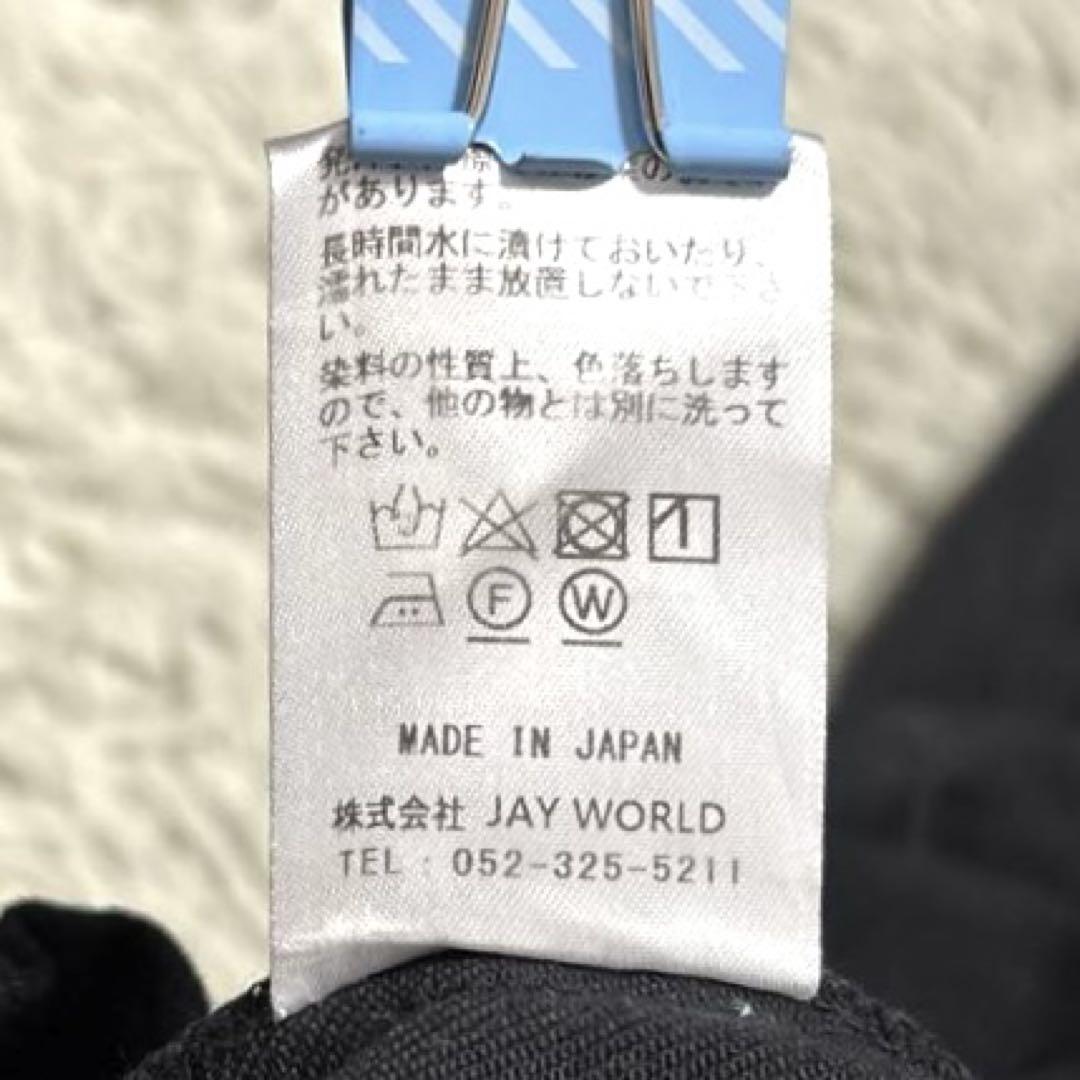 があります。
長時間水に漬けておいたり、
濡れたまま放置しないで下さ
い。
染料の性質上、色落ちします
ので、他の物とは別に洗って
下さい。
F W
MADE IN JAPAN
株式会社 JAY WORLD
TEL・052-325-5211